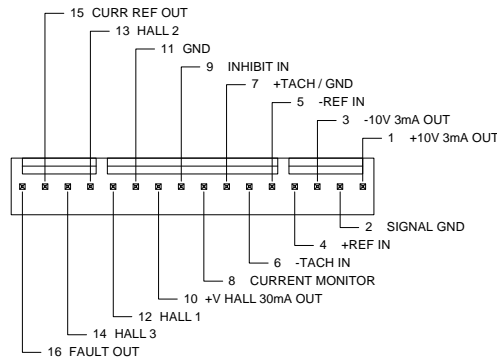 15 CURR REF OUT
13 HALL 2
11 GND
9 INHIBIT IN
7 +TACH / GND
5 -REF IN
3 -10V 3mA OUT
1 +10V 3mA OUT
2 SIGNAL GND
4 +REF IN
6 -TACH IN
8 CURRENT MONITOR
10 +V HALL 30mA OUT
12 HALL 1
14 HALL 3
16 FAULT OUT